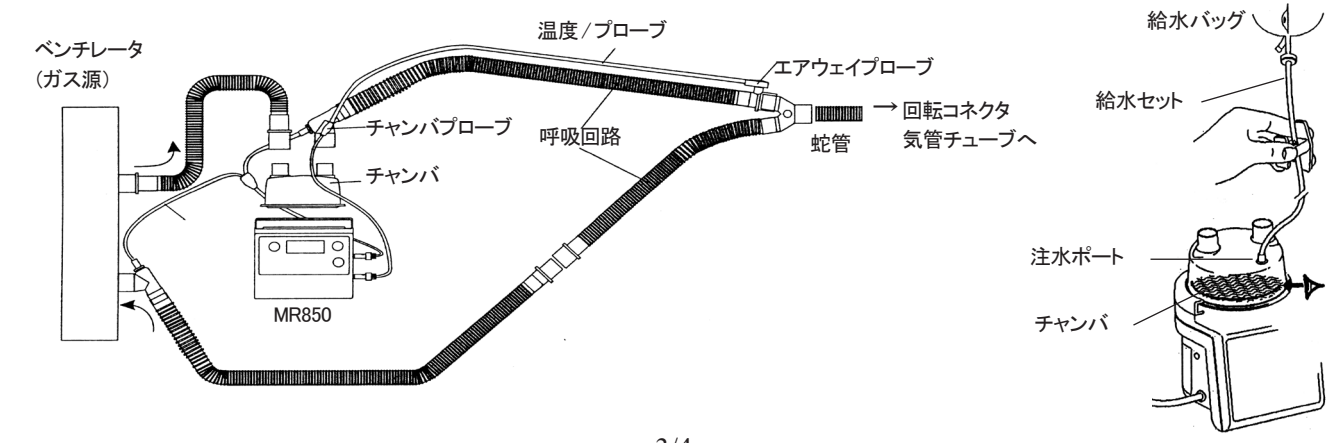 ベンチレータ
(ガス源)
温度/プローブ
エアウェイプローブ
チャンバプローブ
呼吸回路
→回転コネクタ
気管チューブへ
蛇管
チャンバ
MR850
給水バッグ
給水セット
注水ポート
チャンバ